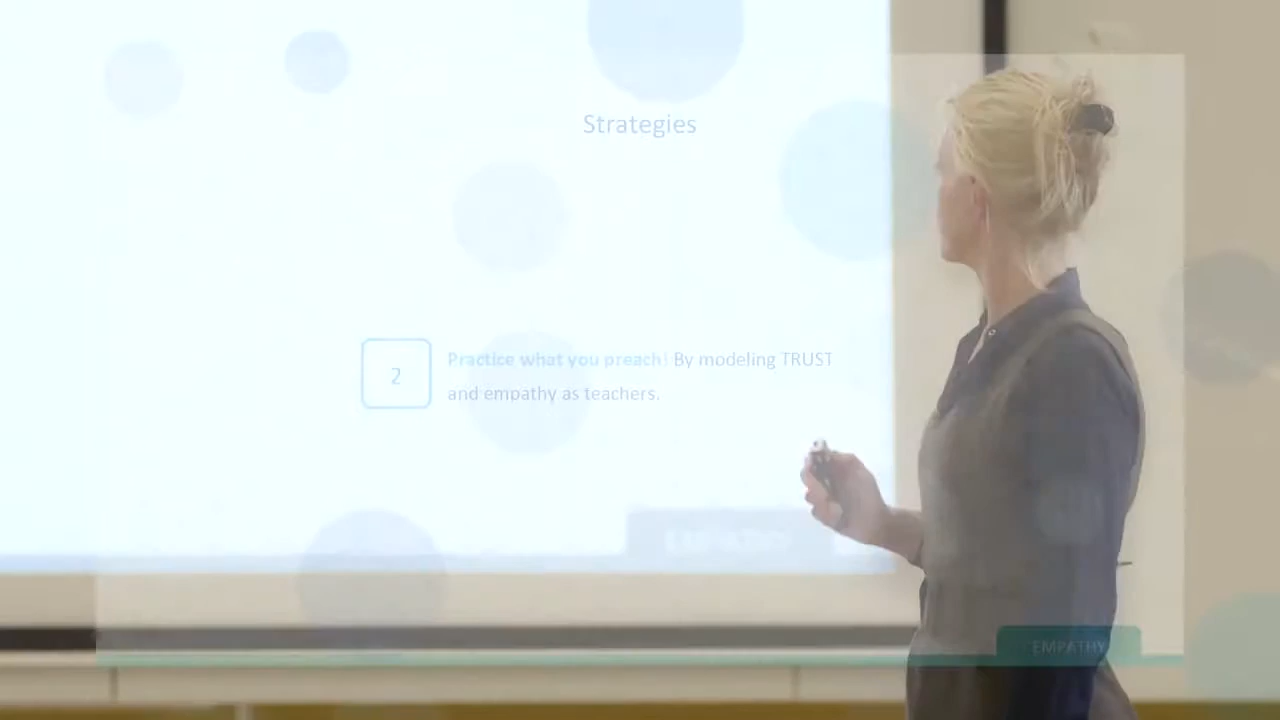 Strategies
2
Practice what you preach! By modeling TRUST
and empathy as teachers.
EMPATHY